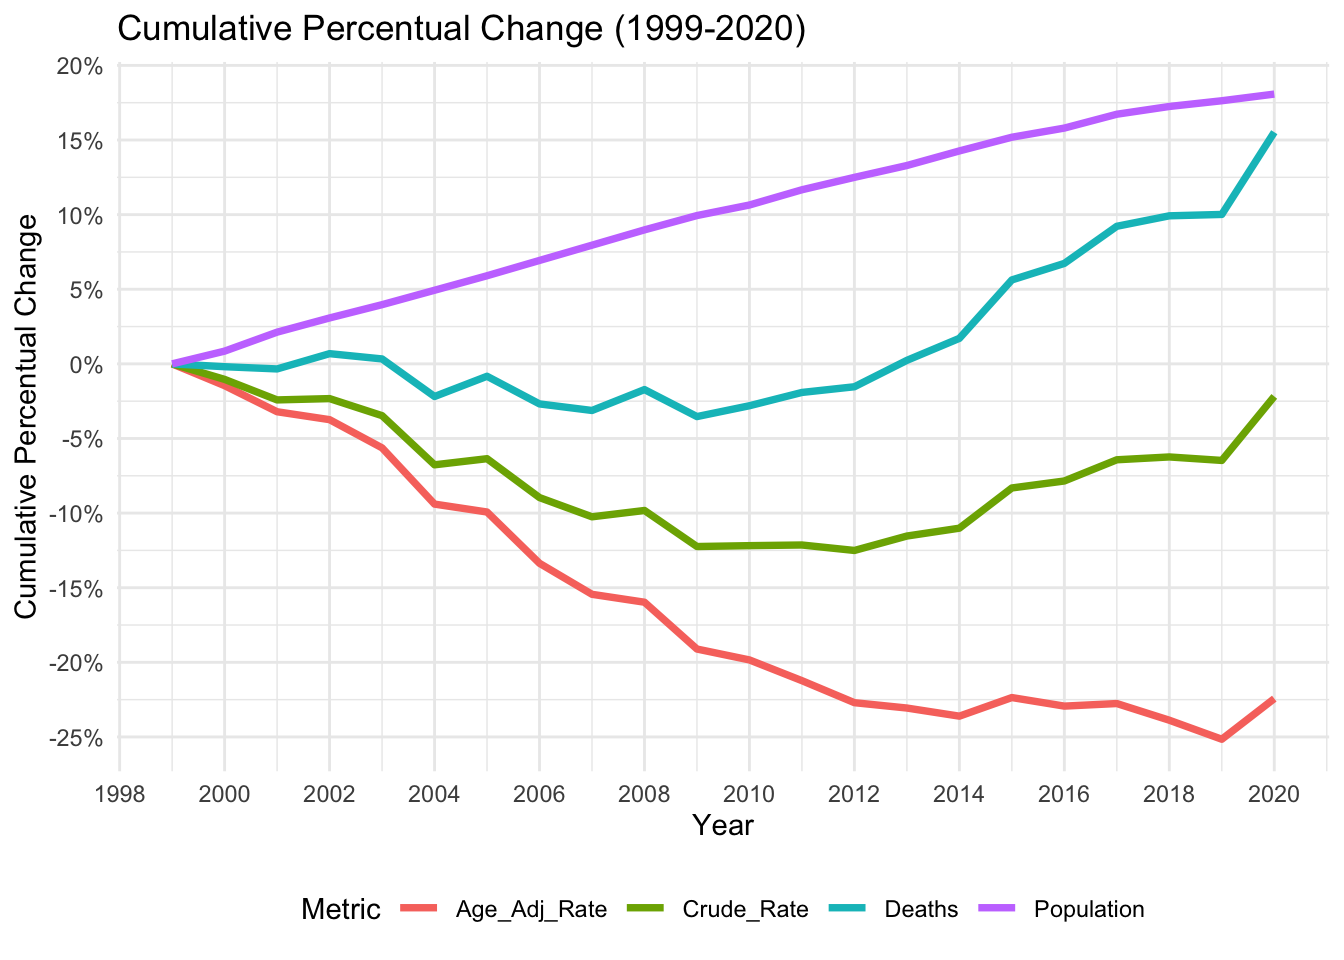 Cumulative Percentual Change (1999-2020)
Cumulative Percentual Change
20%
15%
10%
5%
0%
-5%
-10%
-15%
-20%
-25%
1998 2000 2002 2004 2006 2008 2010 2012 2014 2016 2018 2020
Year
Metric Age_Adj_Rate Crude_Rate Deaths Population